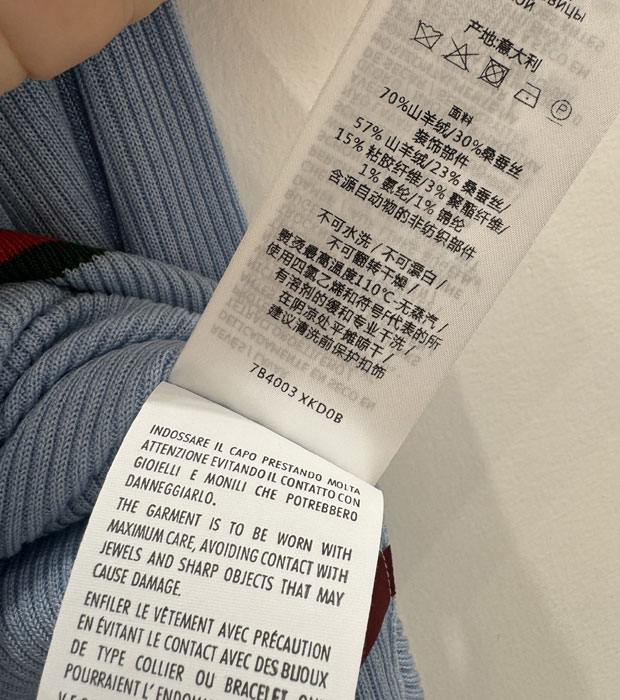 产地:意大利
P
面料
70%山羊绒/30%桑蚕丝
装饰部件
57% 山羊绒/23% 桑蚕丝/
15% 粘胶纤维/3% 聚酯纤维/
1% 氨纶/1% 锦纶
含源自动物的非纺织部件
不可水洗 / 不可漂白 /
不可翻转干燥 /
熨烫最高温度110℃-无蒸汽 /
使用四氯乙烯和符号F代表的所
有溶剂的缓和专业干洗 /
在阴凉处平摊晾干 /
建议清洗前保护扣饰
7B4003 XKD0B
INDOSSARE IL CAPO PRESTANDO MOLTA
ATTENZIONE EVITANDO IL CONTATTO CON
GIOIELLI E MONILI CHE POTREBBERO
DANNEGGIARLO.
THE GARMENT IS TO BE WORN WITH
MAXIMUM CARE, AVOIDING CONTACT WITH
JEWELS AND SHARP OBJECTS THAT MAY
CAUSE DAMAGE.
ENFILER LE VÊTEMENT AVEC PRÉCAUTION
EN ÉVITANT LE CONTACT AVEC DES BIJOUX
DE TYPE COLLIER OU BRACELET
POURRAIENT